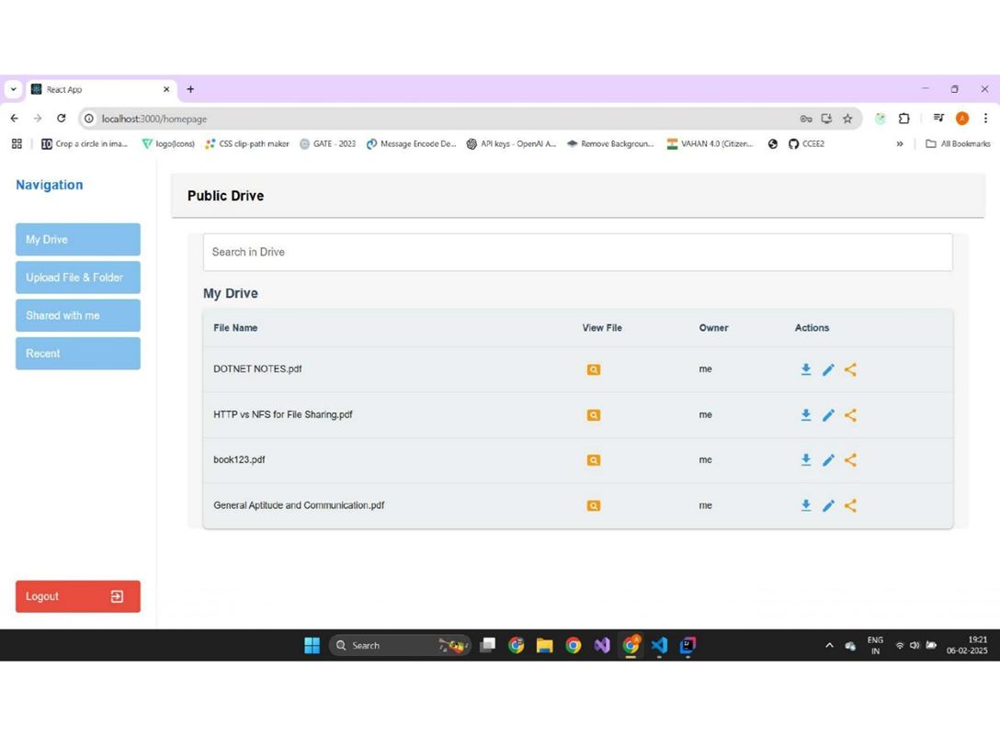 React App
localhost:3000/homepage
Crop a circle in ima... logo(icons) CSS clip-path maker GATE - 2023 Message Encode De... API keys - OpenAI A... Remove Backgroun... VAHAN 4.0 (Citizen... CCEE2 » All Bookmarks
Navigation
My Drive
Upload File & Folder
Shared with me
Recent
Logout
Public Drive
Search in Drive
My Drive
File Name View File Owner Actions
DOTNET NOTES.pdf me
HTTP vs NFS for File Sharing.pdf me
book123.pdf me
General Aptitude and Communication.pdf me
Search
ENG
IN
19:21
06-02-2025